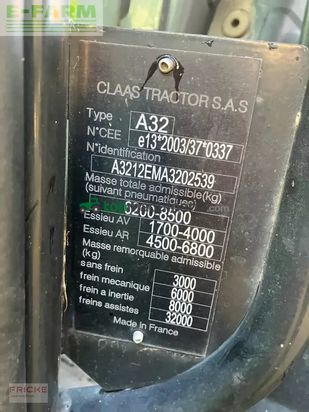 E-FARM
CLAAS TRACTOR S.A.S
Type A32
N°CEE e13*2003/37*0337
N°identification
A3212EMA3202539
Masse totale admissible(kg)
(suivant pneumatiques)
6200-8500
Essieu AV 1700-4000
Essieu AR 4500-6800
Masse remorquable admissible
(kg)
sans frein 3000
frein mecanique 6000
frein a inertie 8000
freins assistes 32000
Made in France
FRICKE